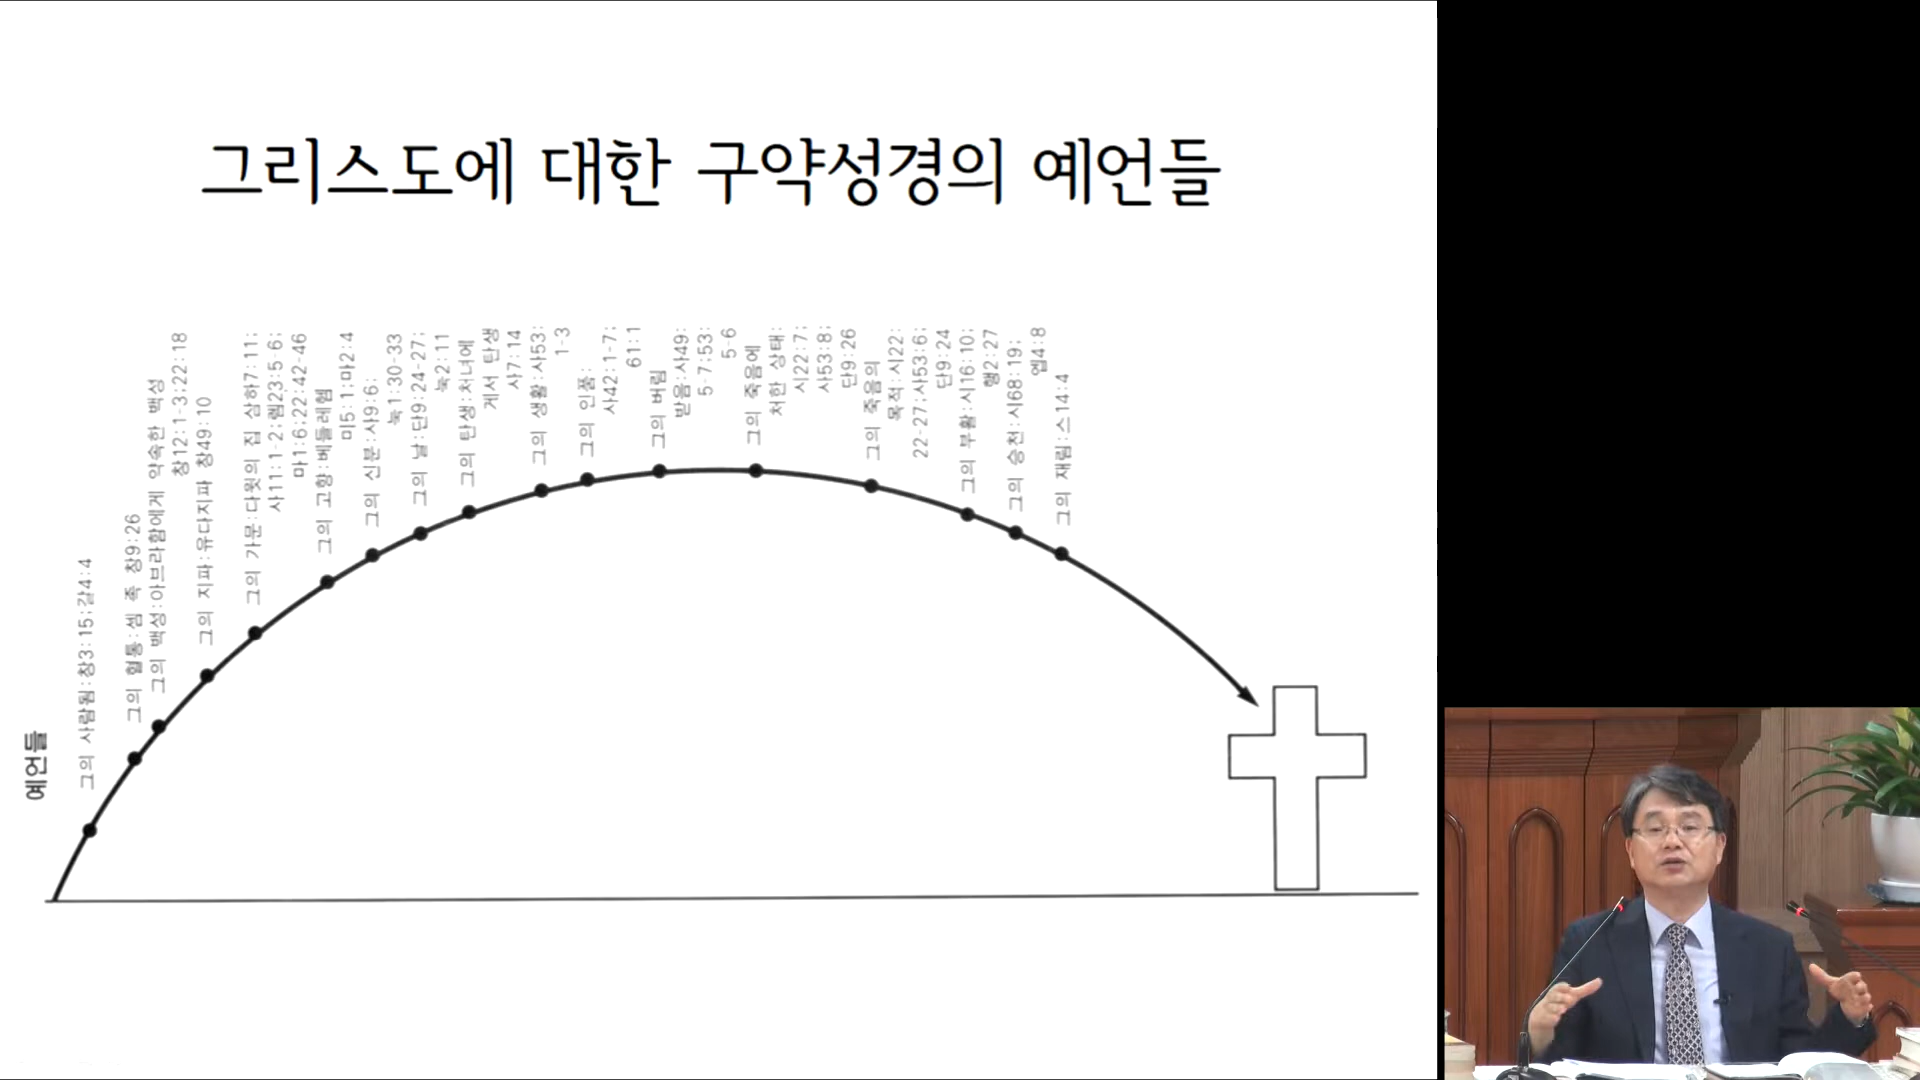 그리스도에 대한 구약성경의 예언들
예언들
그의 사람됨:창3:15;갈4:4
그의 혈통:셈 족 창9:26
그의 백성:아브라함에게 약속한 백성
창12:1-3;22:18
그의 지파:유다지파 창49:10
그의 가문:다윗의 집 삼하7:11;
사11:1-2;렘23:5-6;
마1:6;22:42-46
그의 고향:베들레헴
미5:1;마2:4
그의 신분:사9:6;
눅1:30-33
그의 날:단9:24-27;
눅2:11
그의 탄생:처녀에
게서 탄생
사7:14
그의 생활:사53:
1-3
그의 인품:
사42:1-7;
61:1
그의 버림
받음:사49:
5-7;53:
5-6
그의 죽음에
처한 상태:
시22:7;
사53:8;
단9:26
그의 죽음의
목적:시22:
22-27;사53:6;
단9:24
그의 부활:시16:10;
행2:27
그의 승천:시68:19;
엡4:8
그의 재림:스14:4